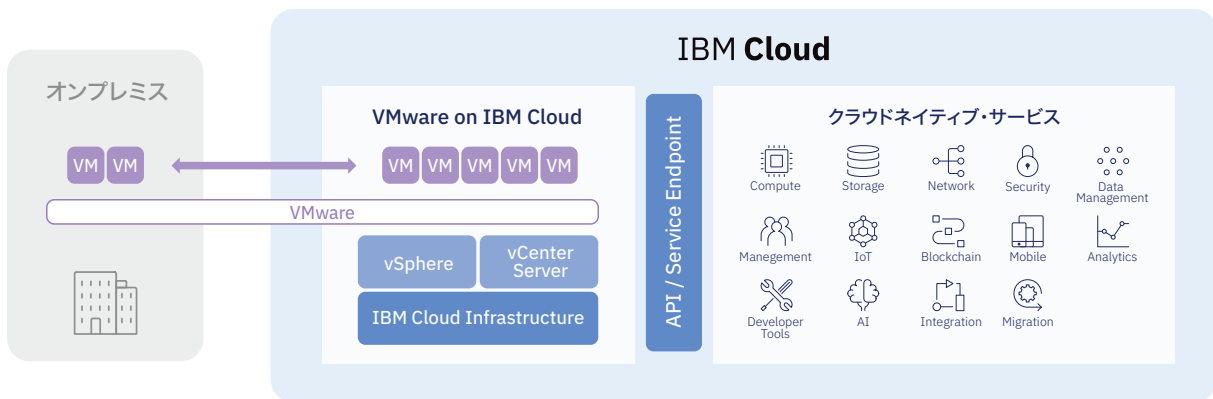 IBM Cloud
オンプレミス
VM VM
VMware on IBM Cloud
VM VM VM VM VM
VMware
vSphere
vCenter
Server
IBM Cloud Infrastructure
API / Service Endpoint
クラウドネイティブ・サービス
Compute
Storage
Network
Security
Data
Management
Manegement
IoT
Blockchain
Mobile
Analytics
Developer
Tools
AI
Integration
Migration